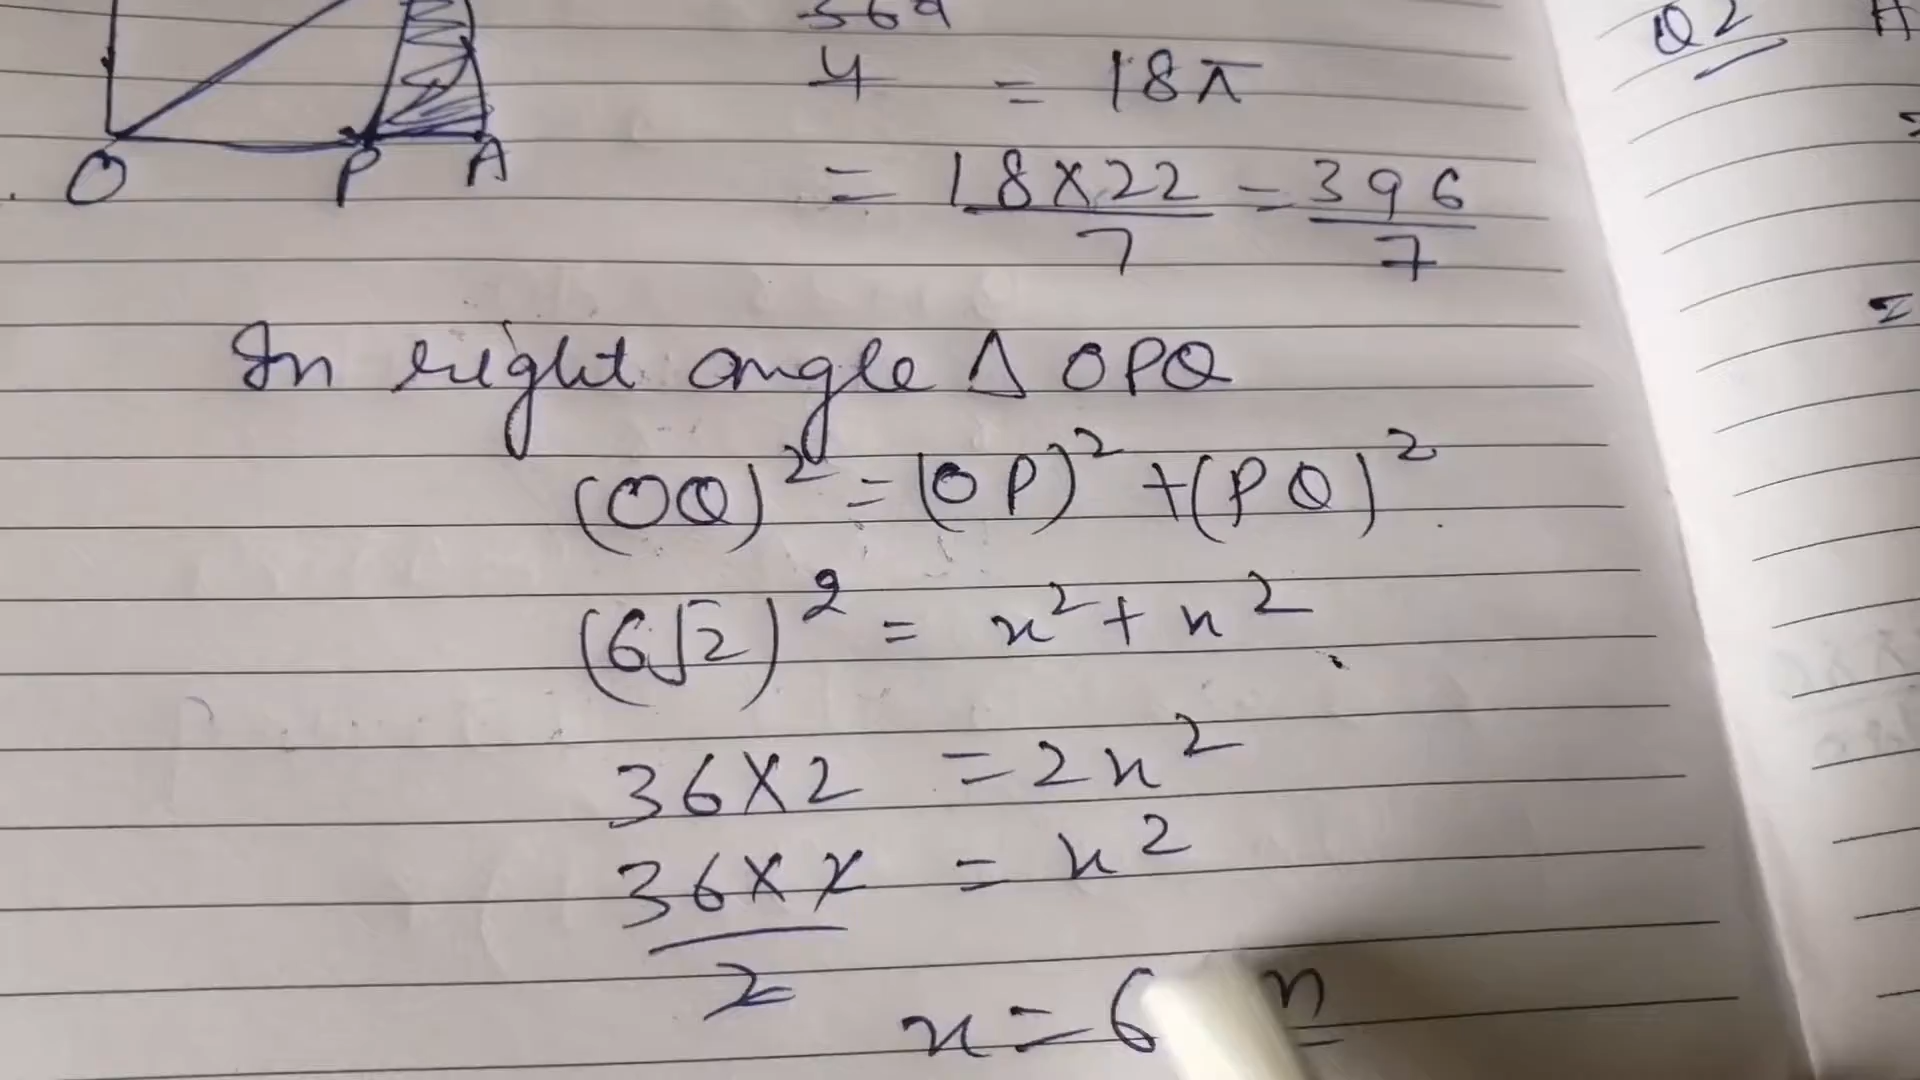 4 = 18π
O P A
= 18×22/7 = 396/7
In right angle Δ OPQ
(OQ)² = (OP)² + (PQ)²
(6√2)² = x² + x²
36×2 = 2x²
36×2/2 = x²
x = 6
Q2